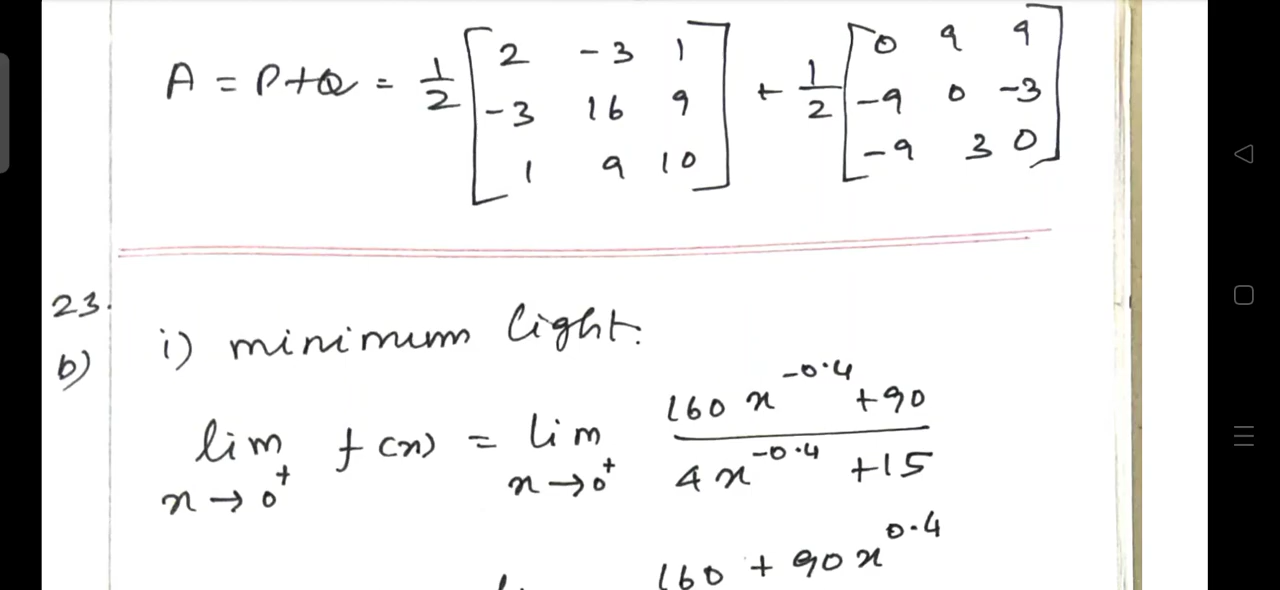 A = P+Q = 1/2 [2 -3 1; -3 16 9; 1 9 10] + 1/2 [0 9 9; -9 0 -3; -9 3 0]
23.
b)
i) minimum light:
lim x→0⁺ f(x) = lim x→0⁺ (160 x^-0.4 + 90)/(4x^-0.4 + 15)
160 + 90x^0.4